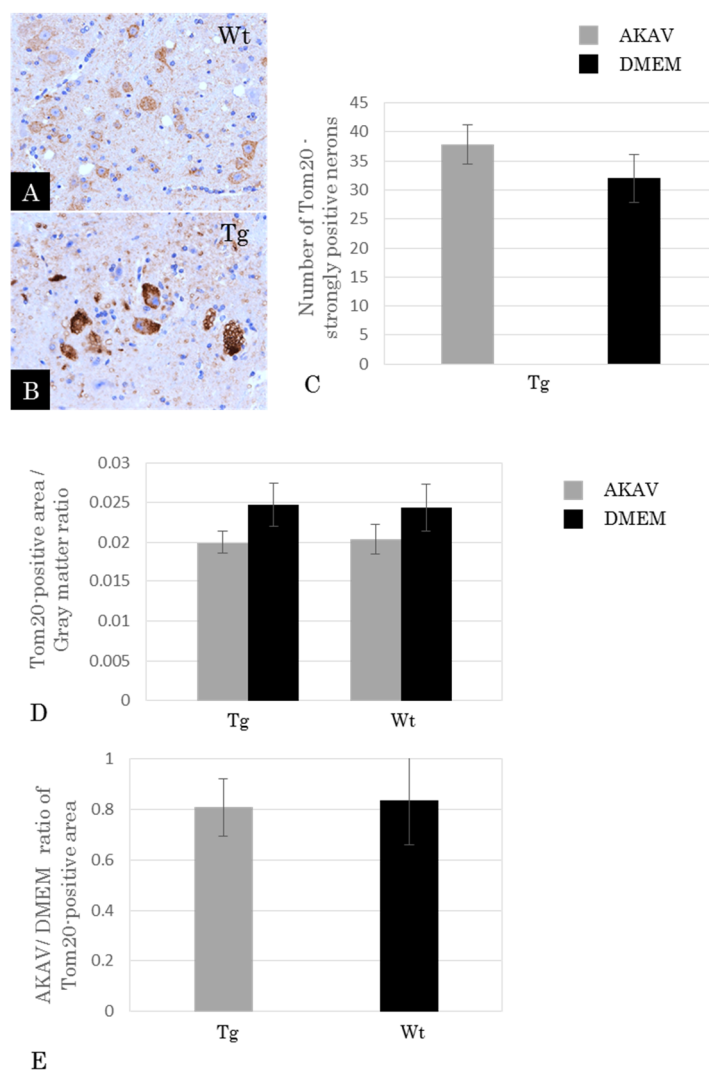 Wt
A
Tg
B
AKAV
DMEM
Number of Tom20 -
strongly positive nerons
45
40
35
30
25
20
15
10
5
0
Tg
C
Tom20-positive area /
Gray matter ratio
0.03
0.025
0.02
0.015
0.01
0.005
0
Tg
Wt
AKAV
DMEM
D
AKAV/ DMEM ratio of
Tom20-positive area
1
0.8
0.6
0.4
0.2
0
Tg
Wt
E